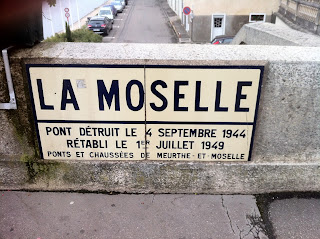 LA MOSELLE
PONT DÉTRUIT LE 4 SEPTEMBRE 1944
RÉTABLI LE 1ER JUILLET 1949
PONTS ET CHAUSSÉES DE MEURTHE-ET-MOSELLE